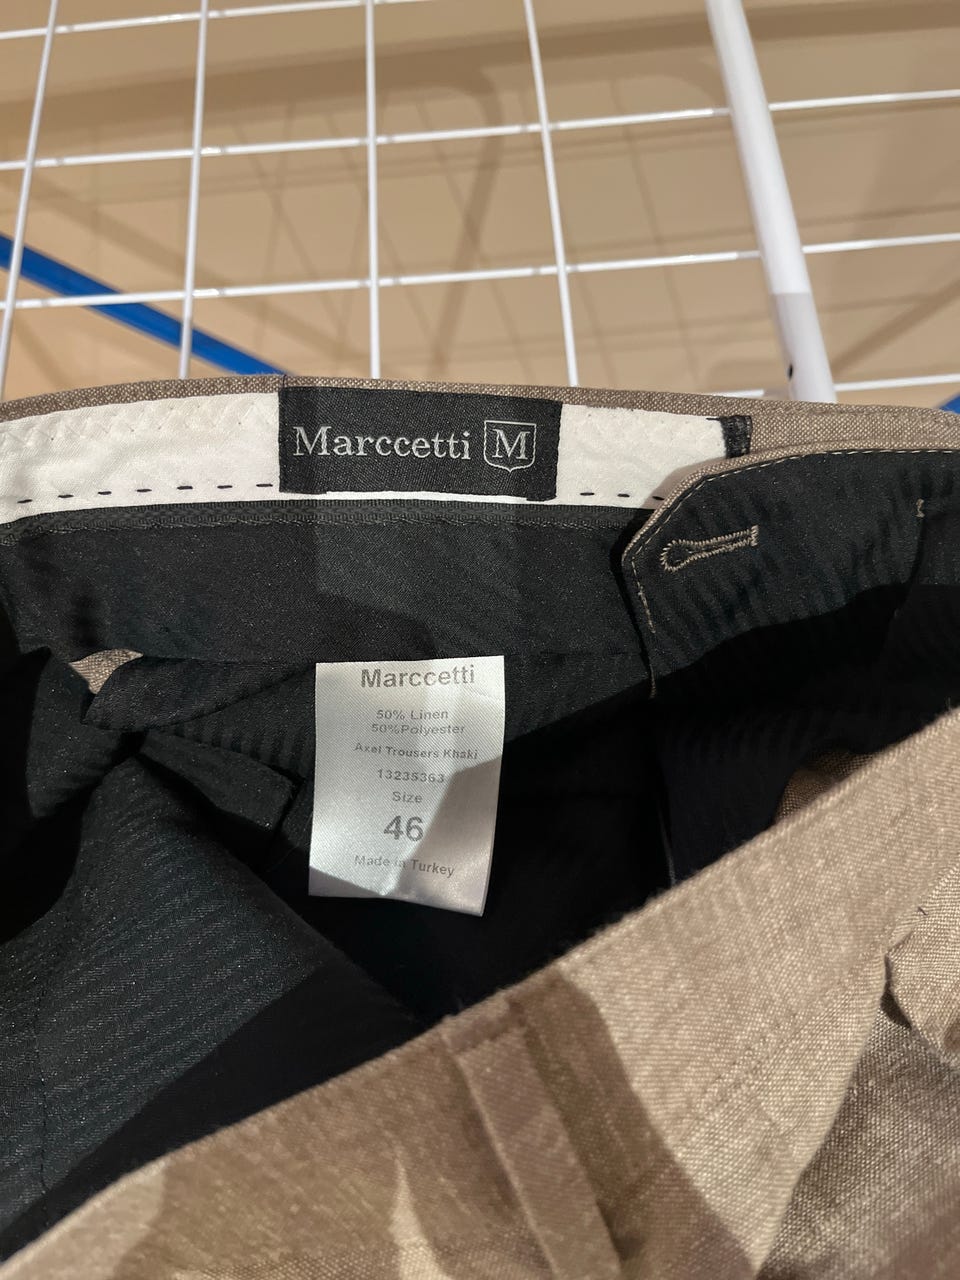 Marccetti M
Marccetti
50% Linen
50%Polyester
Axel Trousers Khaki
13235363
Size
46
Made in Turkey